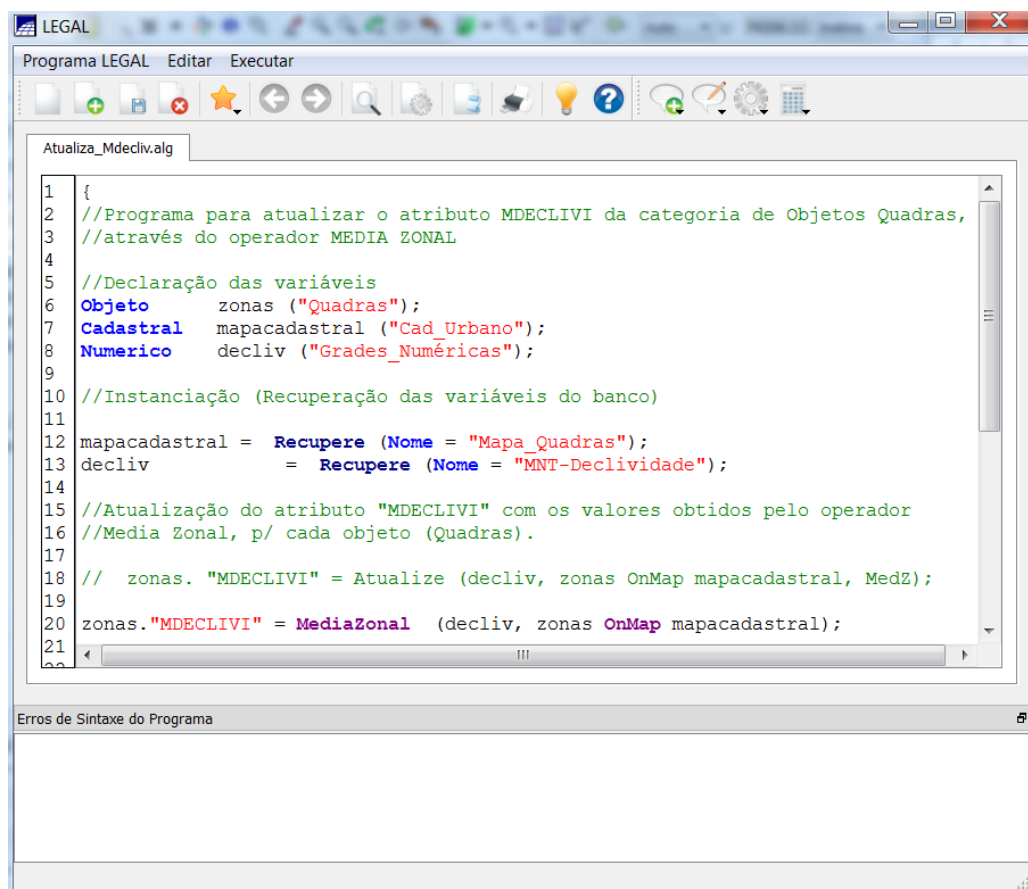 LEGAL
Programa LEGAL Editar Executar
Atualiza_Mdecliv.alg
1 {
2 //Programa para atualizar o atributo MDECLIVI da categoria de Objetos Quadras,
3 //através do operador MEDIA ZONAL
4
5 //Declaração das variáveis
6 Objeto zonas ("Quadras");
7 Cadastral mapacadastral ("Cad_Urbano");
8 Numerico decliv ("Grades_Numéricas");
9
10 //Instanciação (Recuperação das variáveis do banco)
11
12 mapacadastral = Recupere (Nome = "Mapa_Quadras");
13 decliv = Recupere (Nome = "MNT-Declividade");
14
15 //Atualização do atributo "MDECLIVI" com os valores obtidos pelo operador
16 //Media Zonal, p/ cada objeto (Quadras).
17
18 // zonas. "MDECLIVI" = Atualize (decliv, zonas OnMap mapacadastral, MedZ);
19
20 zonas."MDECLIVI" = MediaZonal (decliv, zonas OnMap mapacadastral);
21
Erros de Sintaxe do Programa